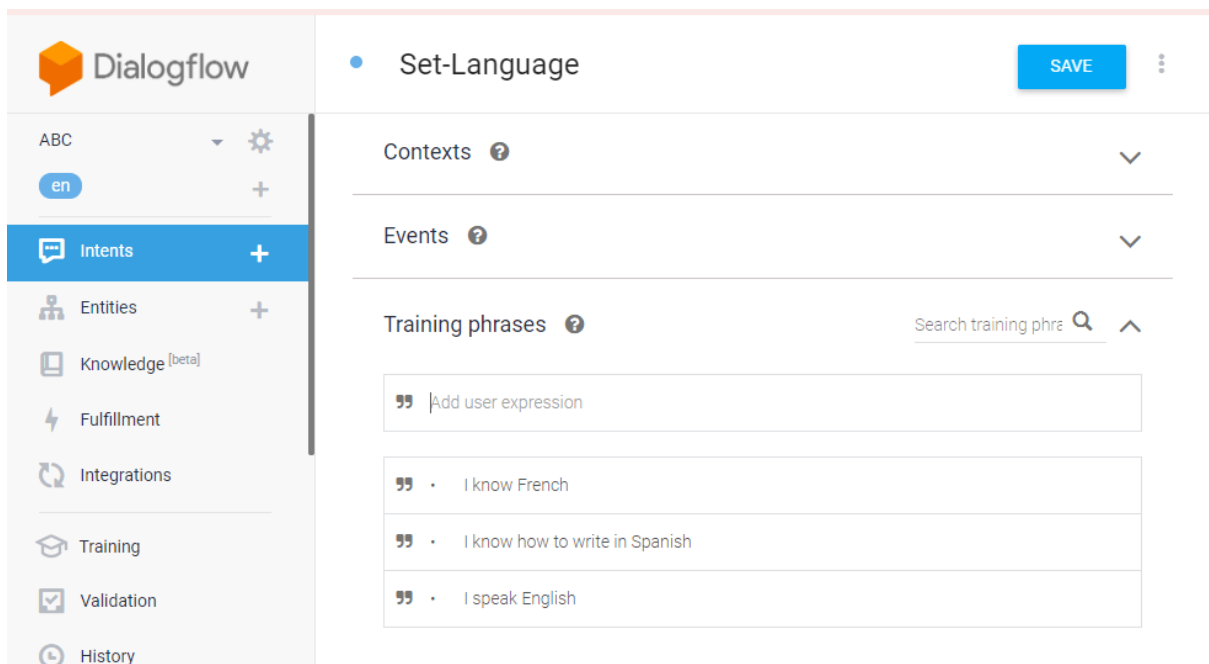 Dialogflow
Set-Language
SAVE
ABC
en
Intents
Entities
Knowledge [beta]
Fulfillment
Integrations
Training
Validation
History
Contexts
Events
Training phrases
Search training phra
Add user expression
I know French
I know how to write in Spanish
I speak English